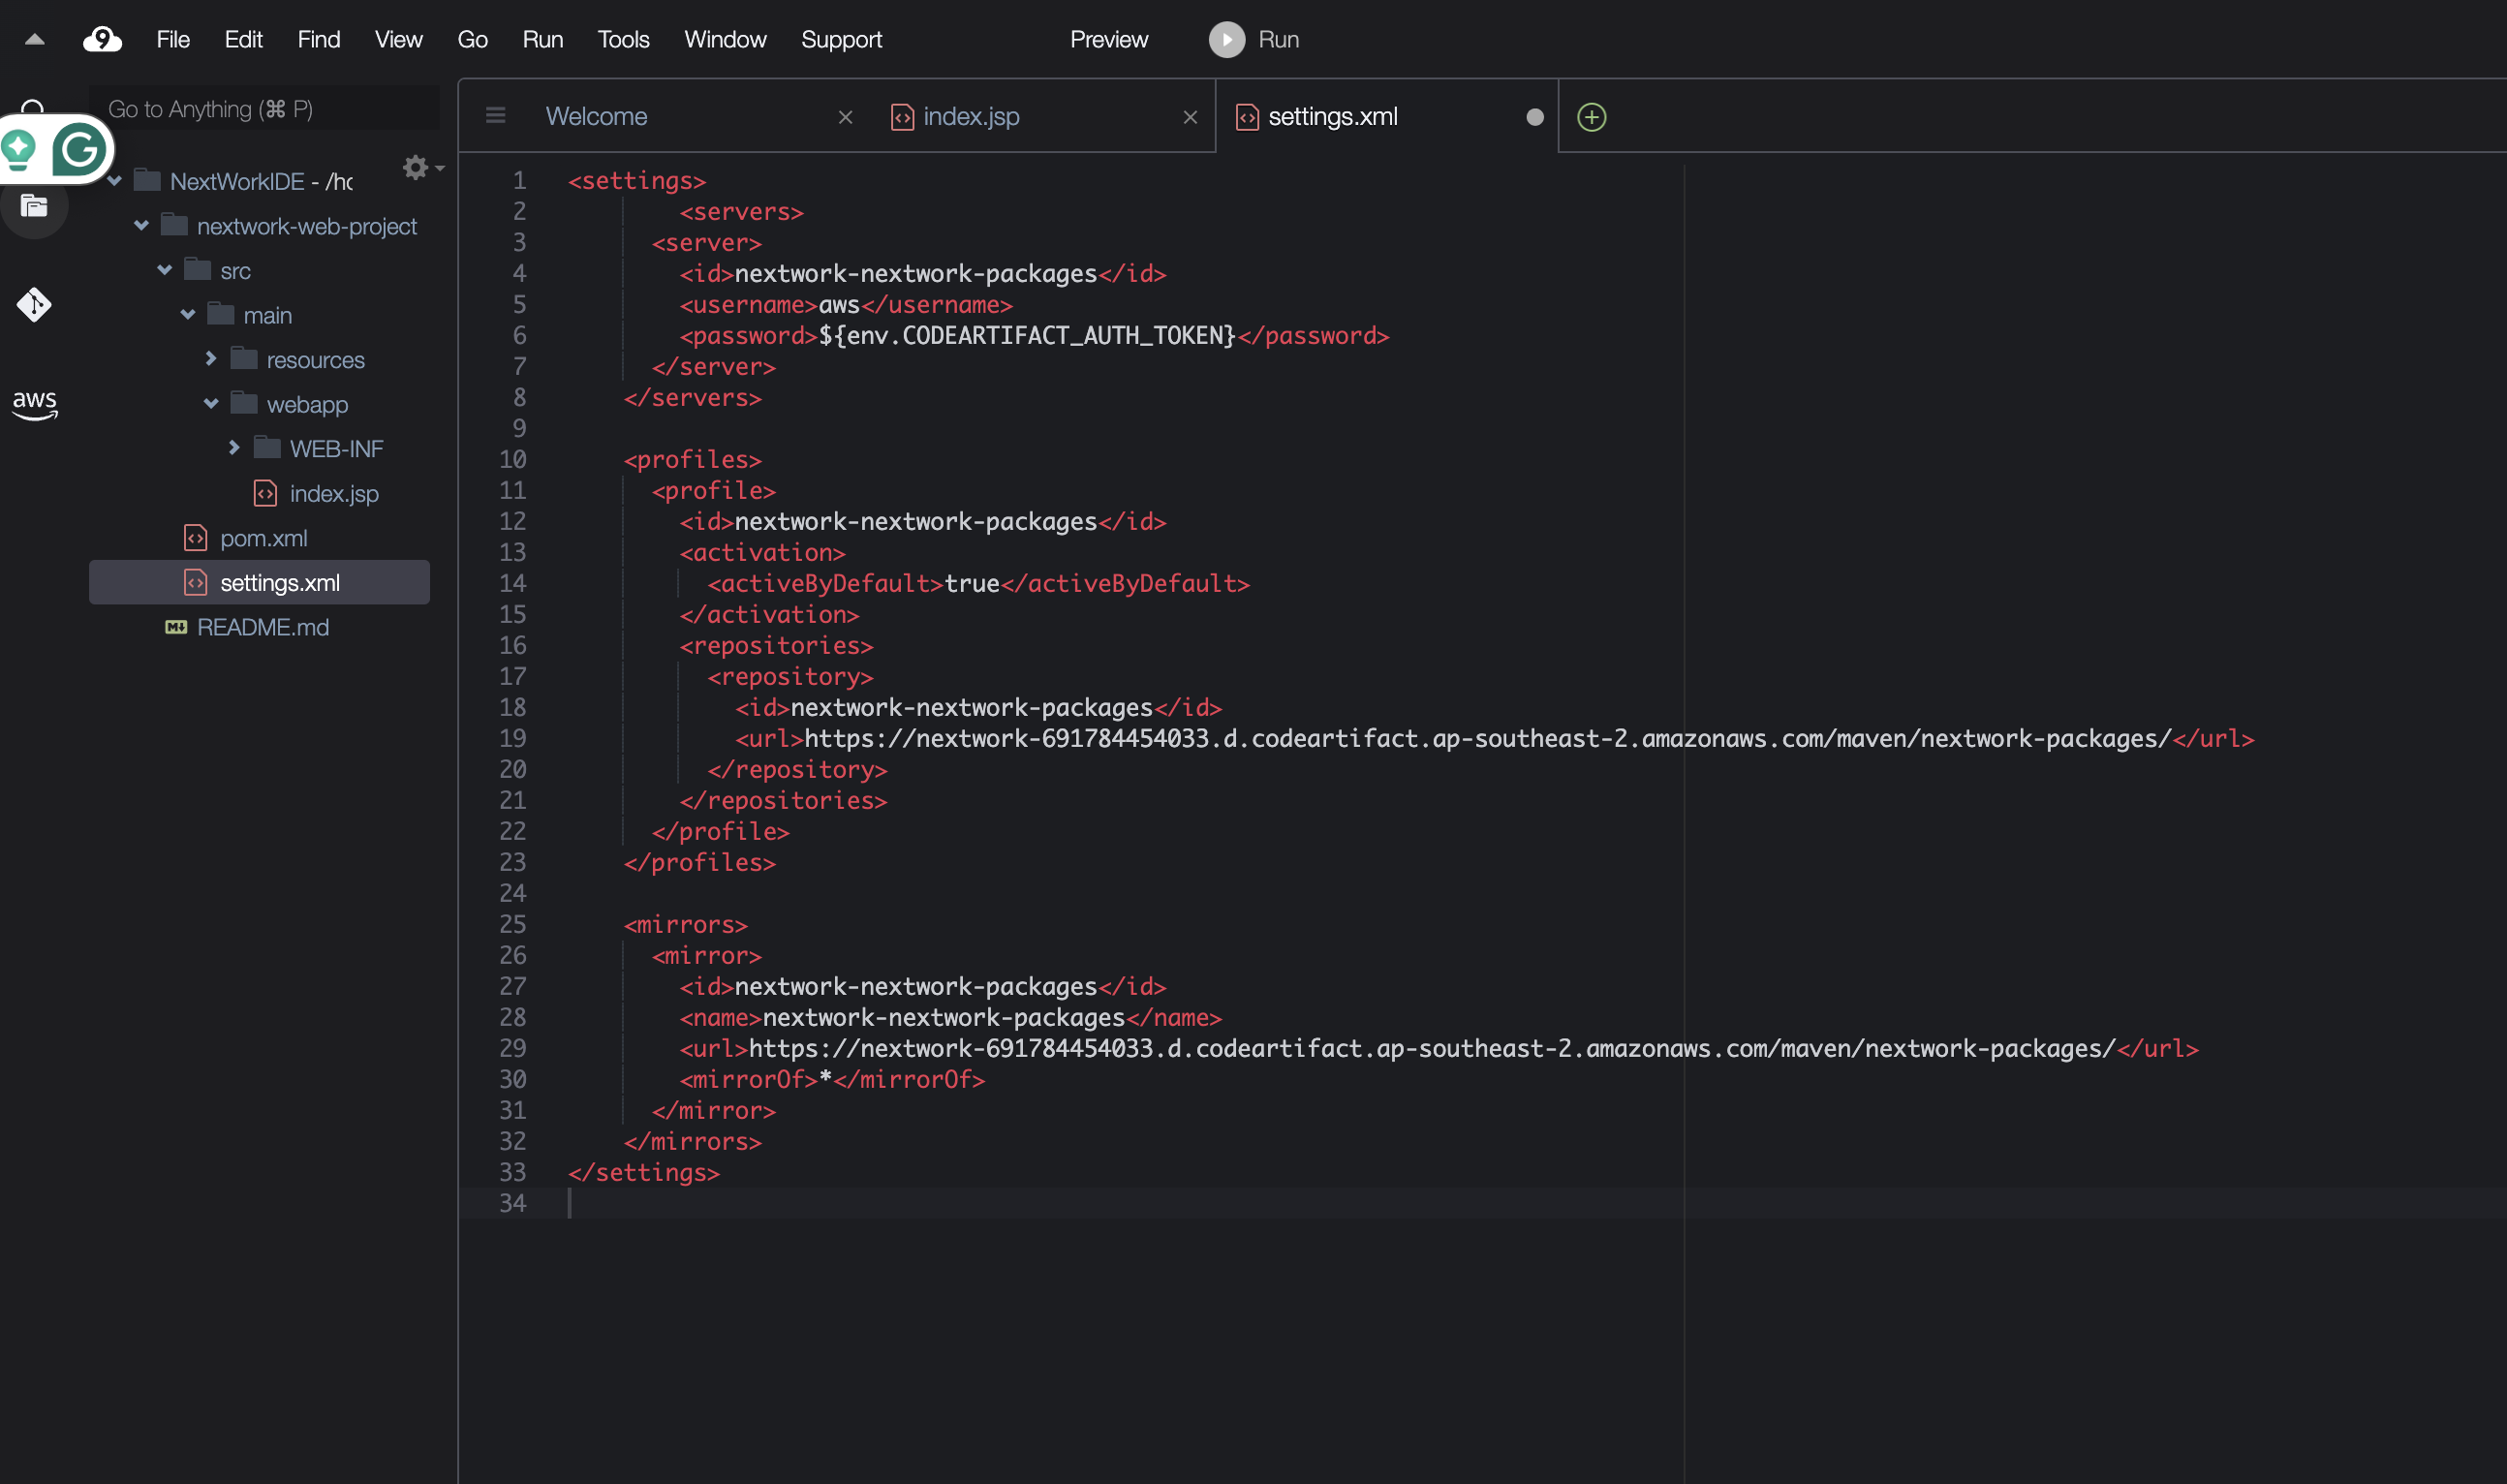 File Edit Find View Go Run Tools Window Support Preview Run
Go to Anything (⌘ P)
Welcome index.jsp settings.xml
NextWorkIDE - /hc
nextwork-web-project
src
main
resources
webapp
WEB-INF
index.jsp
pom.xml
settings.xml
README.md
aws
1 <settings>
2 <servers>
3 <server>
4 <id>nextwork-nextwork-packages</id>
5 <username>aws</username>
6 <password>${env.CODEARTIFACT_AUTH_TOKEN}</password>
7 </server>
8 </servers>
9
10 <profiles>
11 <profile>
12 <id>nextwork-nextwork-packages</id>
13 <activation>
14 <activeByDefault>true</activeByDefault>
15 </activation>
16 <repositories>
17 <repository>
18 <id>nextwork-nextwork-packages</id>
19 <url>https://nextwork-691784454033.d.codeartifact.ap-southeast-2.amazonaws.com/maven/nextwork-packages/</url>
20 </repository>
21 </repositories>
22 </profile>
23 </profiles>
24
25 <mirrors>
26 <mirror>
27 <id>nextwork-nextwork-packages</id>
28 <name>nextwork-nextwork-packages</name>
29 <url>https://nextwork-691784454033.d.codeartifact.ap-southeast-2.amazonaws.com/maven/nextwork-packages/</url>
30 <mirrorOf>*</mirrorOf>
31 </mirror>
32 </mirrors>
33 </settings>
34